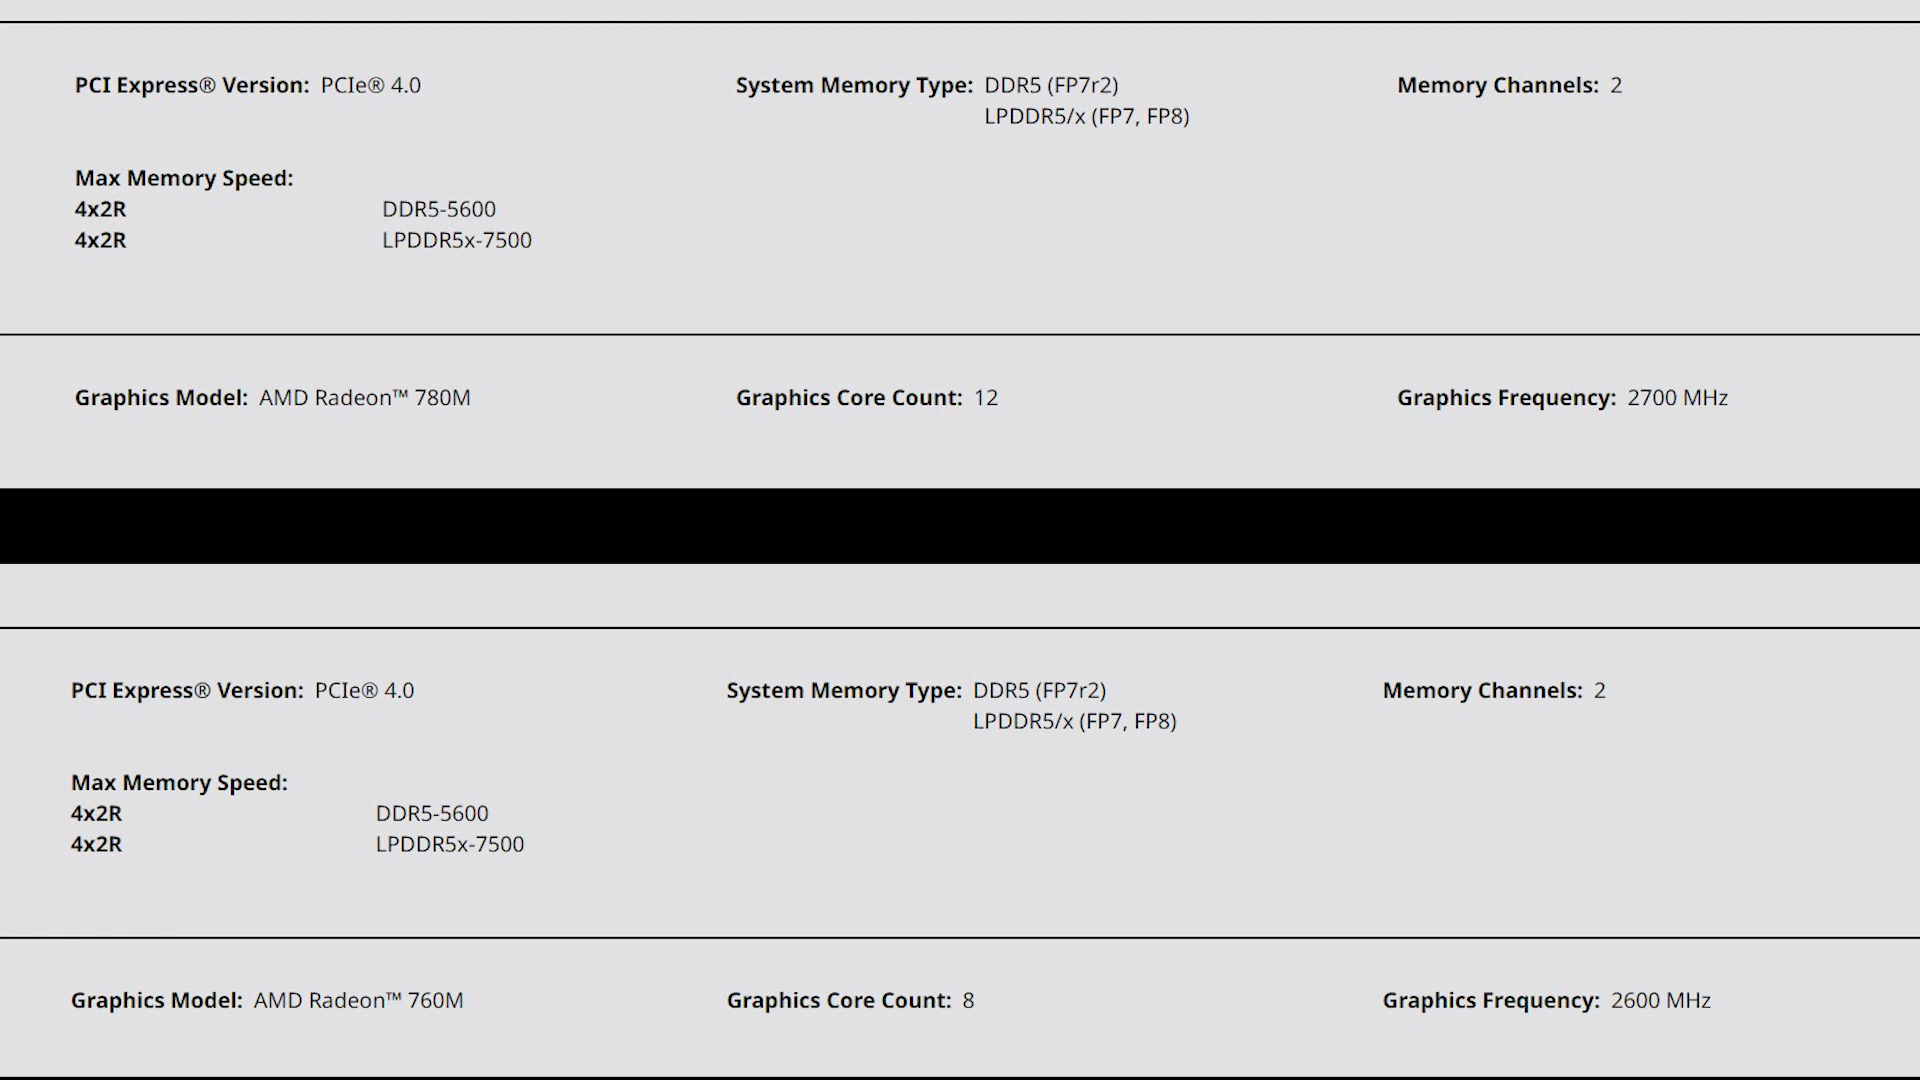 PCI Express® Version: PCIe® 4.0 System Memory Type: DDR5 (FP7r2) Memory Channels: 2
LPDDR5/x (FP7, FP8)
Max Memory Speed:
4x2R DDR5-5600
4x2R LPDDR5x-7500
Graphics Model: AMD Radeon™ 780M Graphics Core Count: 12 Graphics Frequency: 2700 MHz
PCI Express® Version: PCIe® 4.0 System Memory Type: DDR5 (FP7r2) Memory Channels: 2
LPDDR5/x (FP7, FP8)
Max Memory Speed:
4x2R DDR5-5600
4x2R LPDDR5x-7500
Graphics Model: AMD Radeon™ 760M Graphics Core Count: 8 Graphics Frequency: 2600 MHz